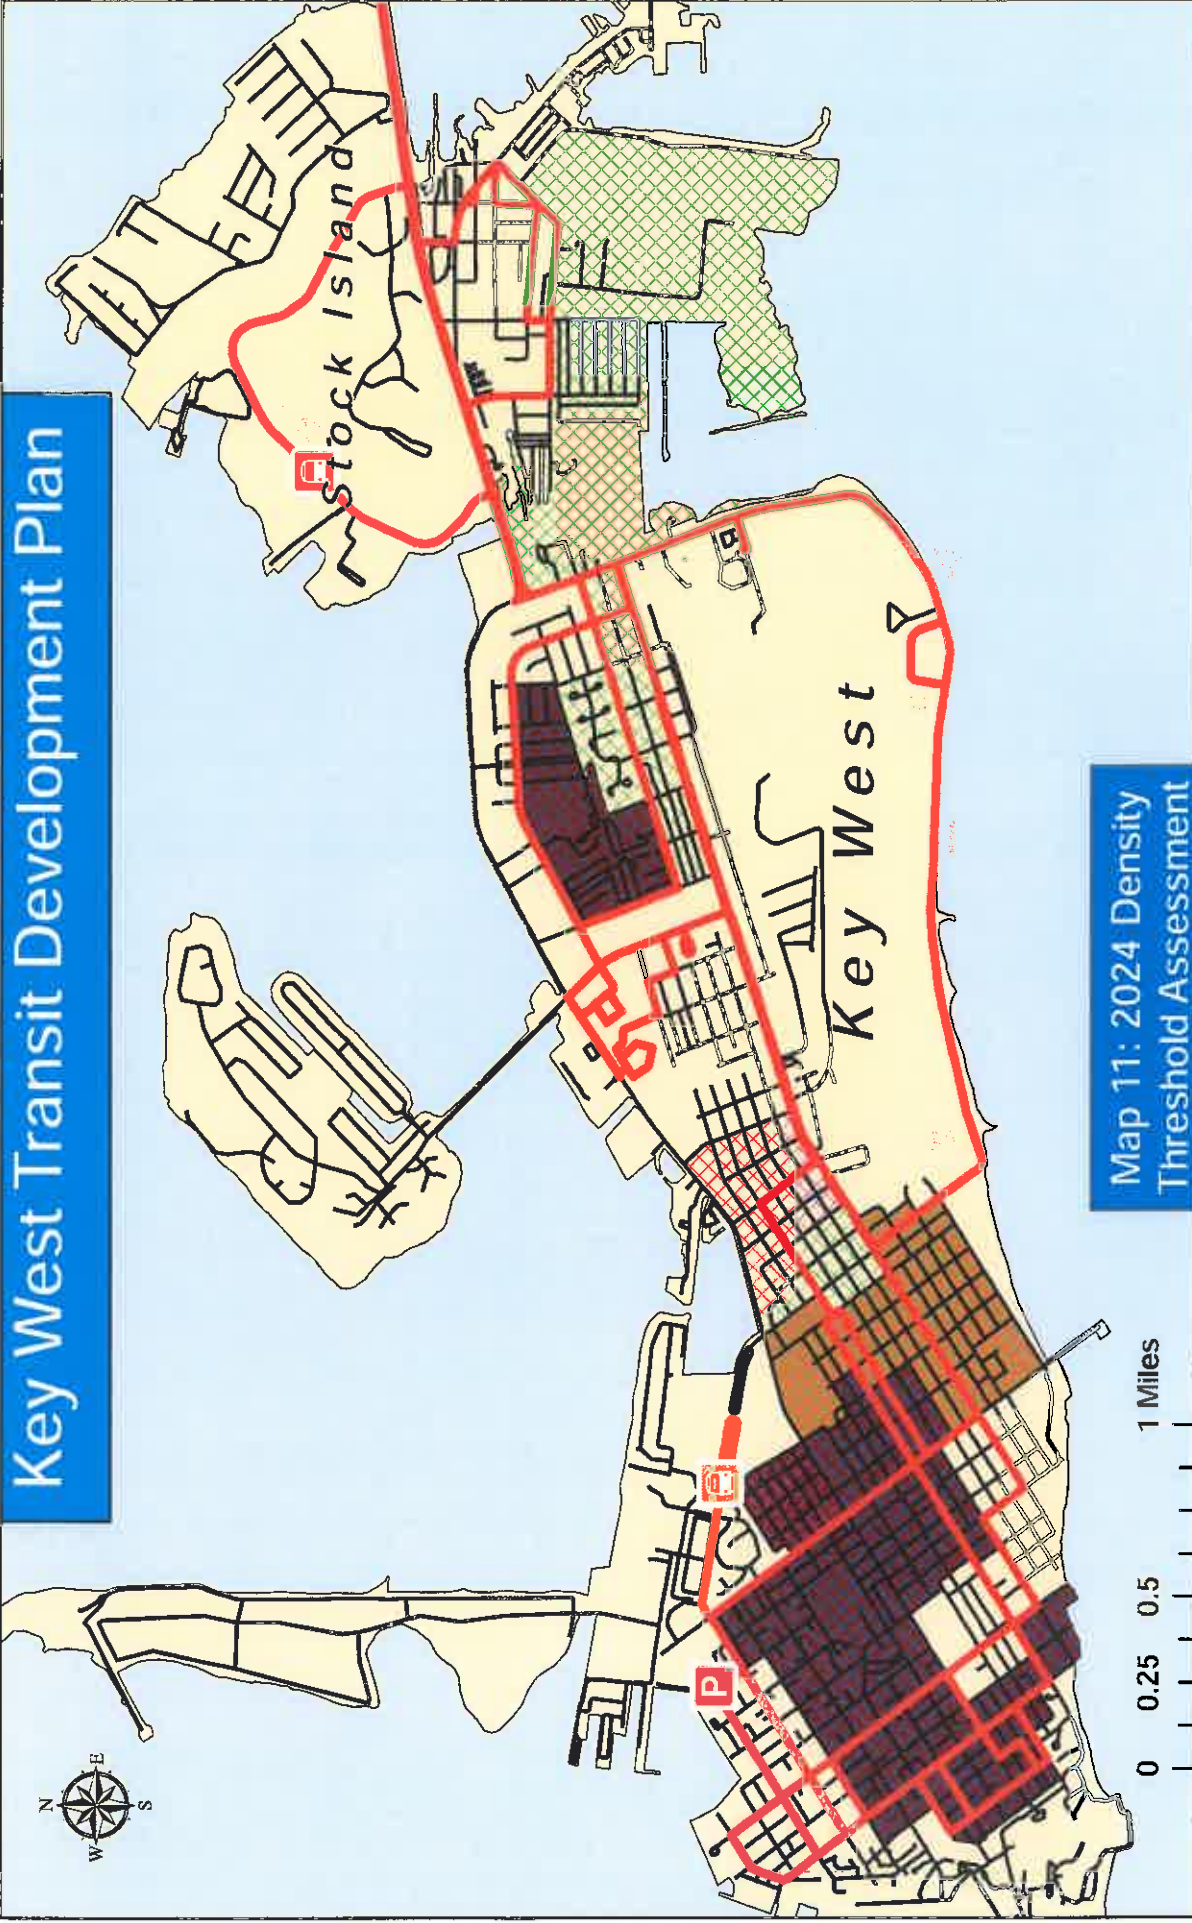 Key West Transit Development Plan
N
W E
S
Stock Island
Key West
P
0 0.25 0.5 1 Miles
Map 11: 2024 Density
Threshold Assessment